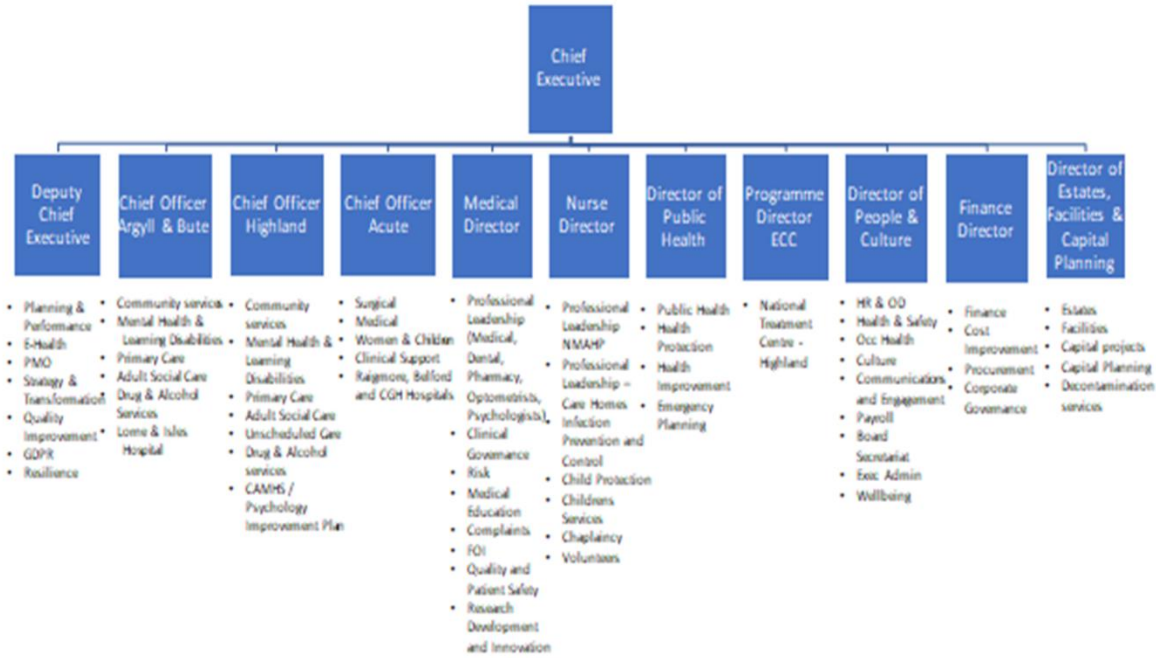 Chief
Executive
Deputy
Chief
Executive
Chief Officer
Argyll & Bute
Chief Officer
Highland
Chief Officer
Acute
Medical
Director
Nurse
Director
Director of
Public
Health
Programme
Director
ECC
Director of
People &
Culture
Finance
Director
Director of
Estates,
Facilities &
Capital
Planning
• Planning &
Performance
• E-Health
• PMO
• Strategy &
Transformation
• Quality
Improvement
• GDPR
• Resilience
• Community services
• Mental Health &
Learning Disabilities
• Primary Care
• Adult Social Care
• Drug & Alcohol
Services
• Lorne & Isles
Hospital
• Community
services
• Mental Health &
Learning
Disabilities
• Primary Care
• Adult Social Care
• Unscheduled Care
• Drug & Alcohol
services
• CAMHS /
Psychology
Improvement Plan
• Surgical
• Medical
• Women & Children
• Clinical Support
• Raigmore, Belford
and CGH Hospitals
• Professional
Leadership
(Medical,
Dental,
Pharmacy,
Optometrists,
Psychologists),
• Clinical
Governance
• Risk
• Medical
Education
• Complaints
• FOI
• Quality and
Patient Safety
• Research
Development
and Innovation
• Professional
Leadership
NMAHP
• Professional
Leadership –
Care Homes
• Infection
Prevention and
Control
• Child Protection
• Childrens
Services
• Chaplaincy
• Volunteers
• Public Health
• Health
Protection
• Health
Improvement
• Emergency
Planning
• National
Treatment
Centre -
Highland
• HR & OD
• Health & Safety
• Occ Health
• Culture
• Communications
and Engagement
• Payroll
• Board
Secretariat
• Exec Admin
• Wellbeing
• Finance
• Cost
Improvement
• Procurement
• Corporate
Governance
• Estates
• Facilities
• Capital projects
• Capital Planning
• Decontamination
services